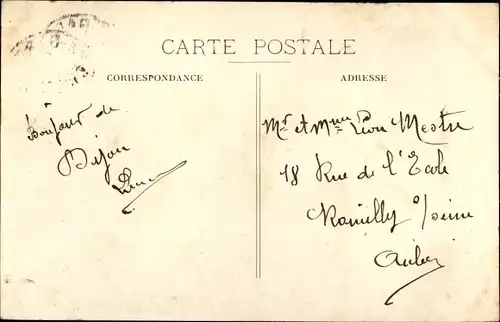 CARTE POSTALE
CORRESPONDANCE
ADRESSE
Bonjour de
Dijon
Mr et Mme Léon Mestre
18 Rue de l'Ecole
Romilly s/seine
Aube